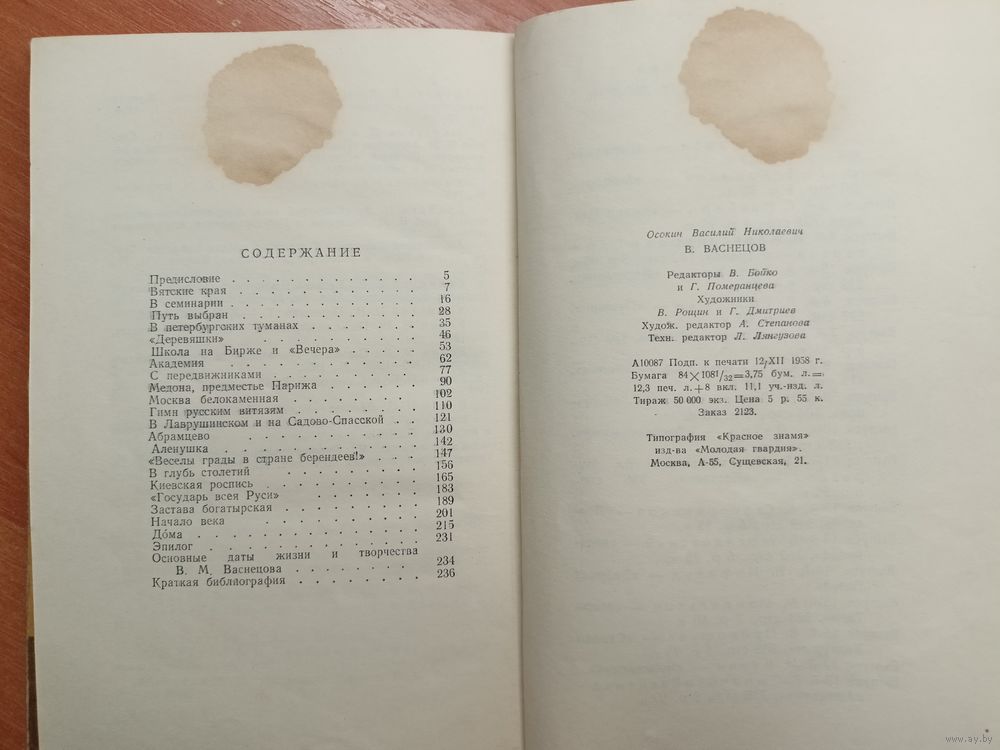 СОДЕРЖАНИЕ
Предисловие . . . . . . . . . . . . 5
Вятские края . . . . . . . . . . . . 7
В семинарии . . . . . . . . . . . . 16
Путь выбран . . . . . . . . . . . . 28
В петербургских туманах . . . . . . 35
«Деревяшки» . . . . . . . . . . 46
Школа на Бирже и «Вечера» . . . . . 53
Академия . . . . . . . . . . . . 62
С передвижниками . . . . . . . . . 77
Медона, предместье Парижа . . . . . 90
Москва белокаменная . . . . . . . . 102
Гимн русским витязям . . . . . . . . 110
В Лаврушинском и на Садово-Спасской . . 121
Абрамцево . . . . . . . . . . 130
Аленушка . . . . . . . . . . . . 142
«Веселы грады в стране берендеев!» . . . 147
В глубь столетий . . . . . . . . 156
Киевская роспись . . . . . . . . . 165
«Государь всея Руси» . . . . . . . 183
Застава богатырская . . . . . . . . 189
Начало века . . . . . . . . . 201
Дома . . . . . . . . . . . . . 215
Эпилог . . . . . . . . . . . . . 231
Основные даты жизни и творчества
В. М. Васнецова . . . . . . . . 234
Краткая библиография . . . . . . . . 236
Осокин Василий Николаевич
В. ВАСНЕЦОВ
Редакторы В. Бойко
и Г. Померанцева
Художники
В. Рощин и Г. Дмитриев
Худож. редактор А. Степанова
Техн. редактор Л. Лянгузова
А10087 Подп. к печати 12/XII 1958 г.
Бумага 84×108 1/32=3,75 бум. л.=
12,3 печ. л.+8 вкл. 11,1 уч.-изд. л.
Тираж 50 000 экз. Цена 5 р. 55 к.
Заказ 2123.
Типография «Красное знамя»
изд-ва «Молодая гвардия».
Москва, А-55, Сущевская, 21.
www.ay.by